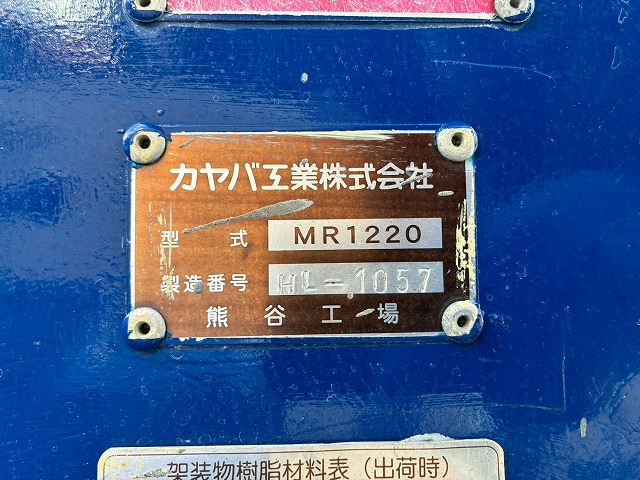 カヤバ工業株式会社
型式 MR1220
製造番号 HL-1057
熊谷工場
架装物樹脂材料表（出荷時）